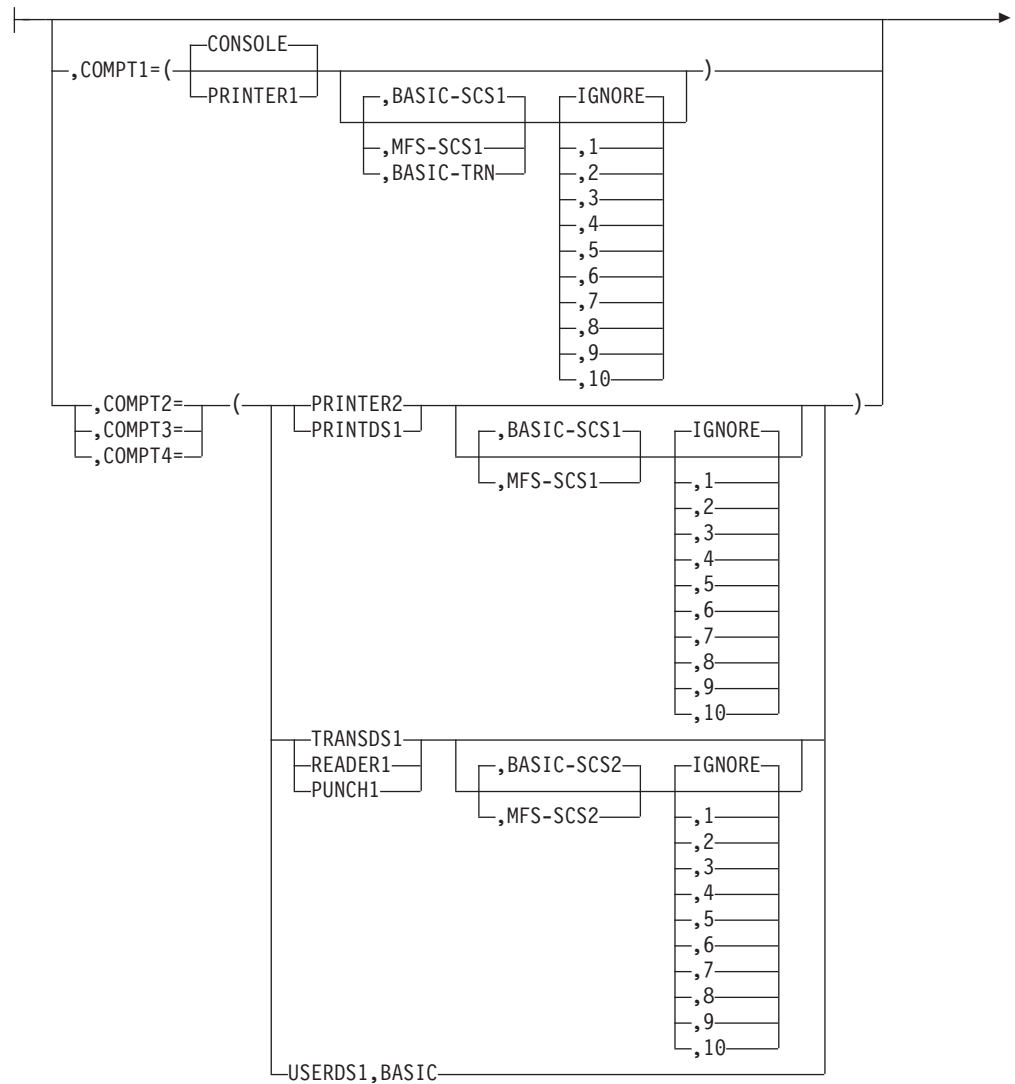 CONSOLE
,COMPT1=( )
PRINTER1
,BASIC-SCS1 IGNORE
,MFS-SCS1 ,1
,BASIC-TRN ,2
,3
,4
,5
,6
,7
,8
,9
,10
,COMPT2= ( PRINTER2 )
,COMPT3= PRINTDS1 ,BASIC-SCS1 IGNORE
,COMPT4=
,MFS-SCS1 ,1
,2
,3
,4
,5
,6
,7
,8
,9
,10
TRANSDS1
READER1 ,BASIC-SCS2 IGNORE
PUNCH1
,MFS-SCS2 ,1
,2
,3
,4
,5
,6
,7
,8
,9
,10
USERDS1,BASIC